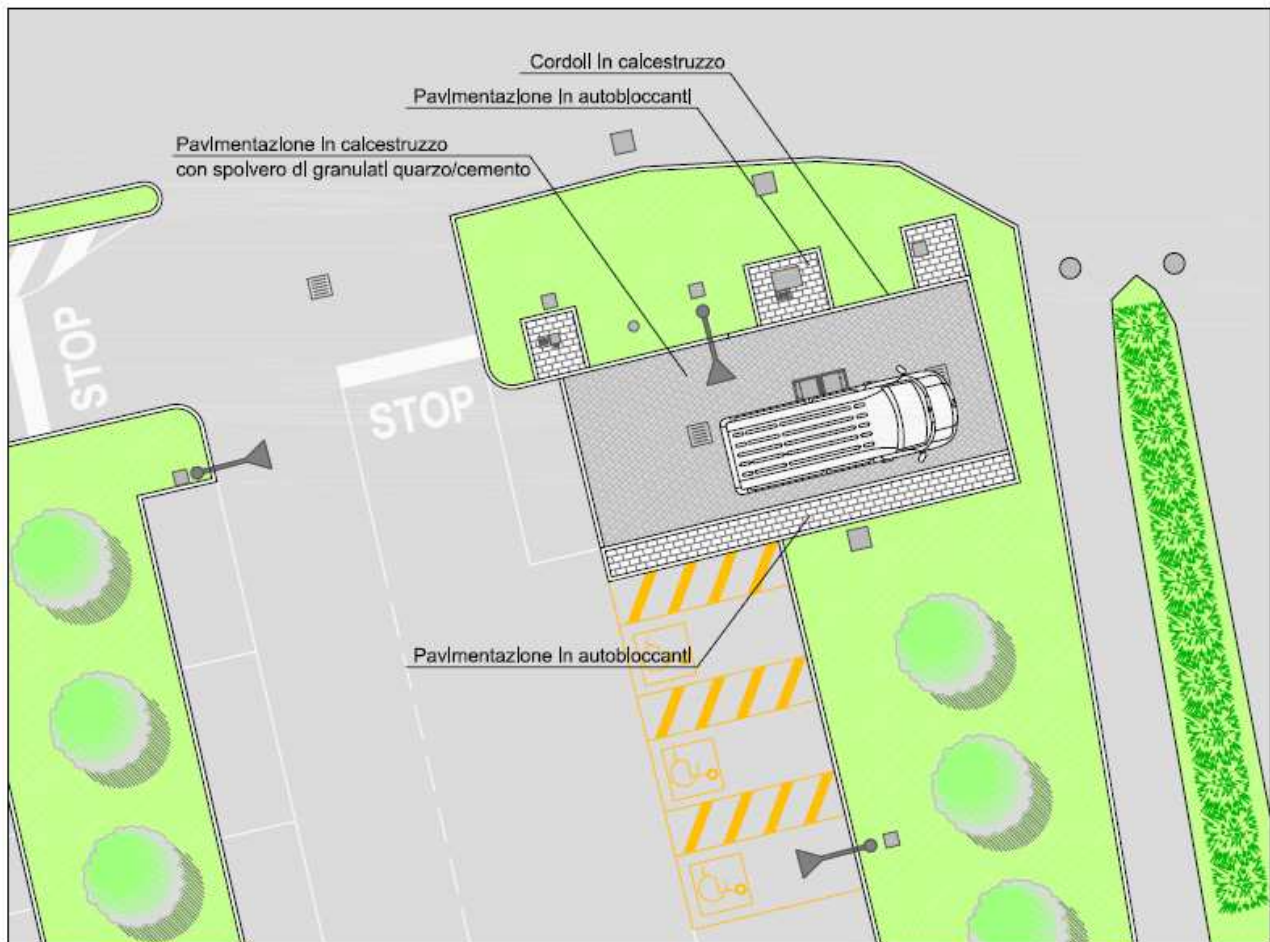 Cordoli in calcestruzzo
Pavimentazione in autobloccanti
Pavimentazione in calcestruzzo
con spolvero di granulati quarzo/cemento
STOP
STOP
Pavimentazione in autobloccanti